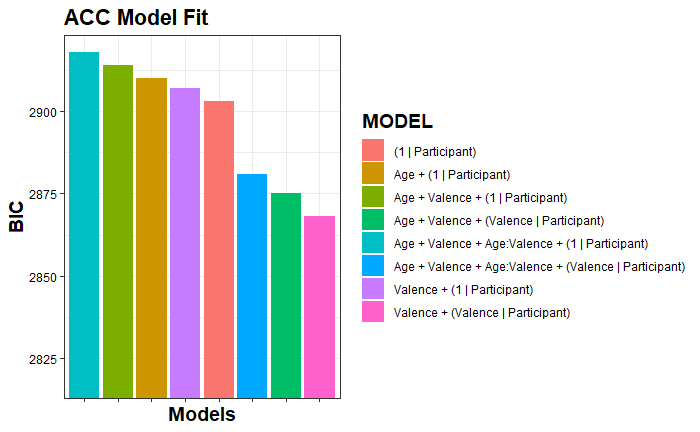 ACC Model Fit
BIC
2900
2875
2850
2825
Models
MODEL
(1 | Participant)
Age + (1 | Participant)
Age + Valence + (1 | Participant)
Age + Valence + (Valence | Participant)
Age + Valence + Age:Valence + (1 | Participant)
Age + Valence + Age:Valence + (Valence | Participant)
Valence + (1 | Participant)
Valence + (Valence | Participant)